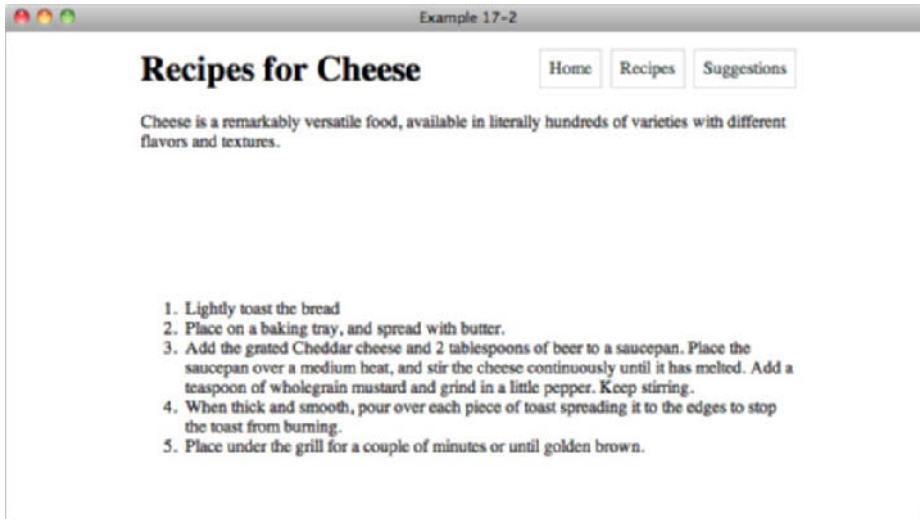 Example 17-2
Recipes for Cheese
Home
Recipes
Suggestions
Cheese is a remarkably versatile food, available in literally hundreds of varieties with different
flavors and textures.
1. Lightly toast the bread
2. Place on a baking tray, and spread with butter.
3. Add the grated Cheddar cheese and 2 tablespoons of beer to a saucepan. Place the
saucepan over a medium heat, and stir the cheese continuously until it has melted. Add a
teaspoon of wholegrain mustard and grind in a little pepper. Keep stirring.
4. When thick and smooth, pour over each piece of toast spreading it to the edges to stop
the toast from burning.
5. Place under the grill for a couple of minutes or until golden brown.